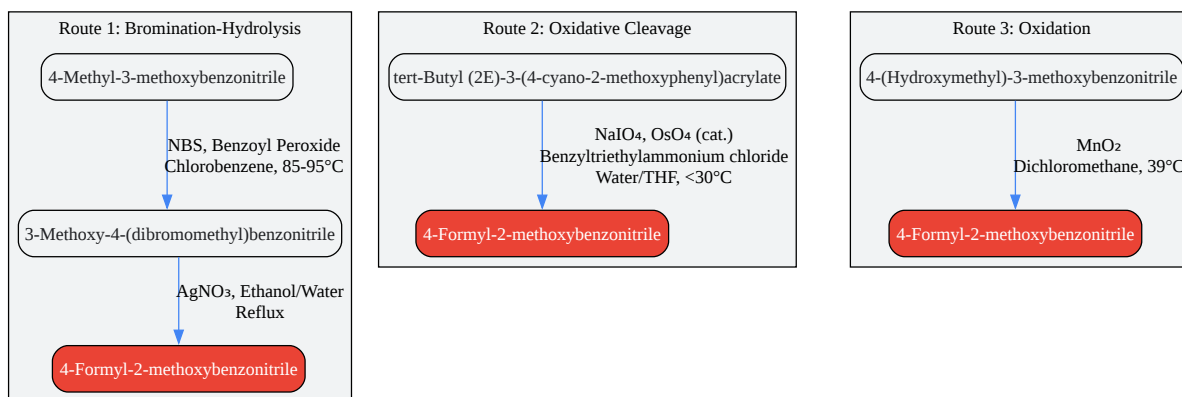 Route 1: Bromination-Hydrolysis
4-Methyl-3-methoxybenzonitrile
NBS, Benzoyl Peroxide
Chlorobenzene, 85-95°C
3-Methoxy-4-(dibromomethyl)benzonitrile
AgNO₃, Ethanol/Water
Reflux
4-Formyl-2-methoxybenzonitrile
Route 2: Oxidative Cleavage
tert-Butyl (2E)-3-(4-cyano-2-methoxyphenyl)acrylate
NaIO₄, OsO₄ (cat.)
Benzyltriethylammonium chloride
Water/THF, <30°C
4-Formyl-2-methoxybenzonitrile
Route 3: Oxidation
4-(Hydroxymethyl)-3-methoxybenzonitrile
MnO₂
Dichloromethane, 39°C
4-Formyl-2-methoxybenzonitrile